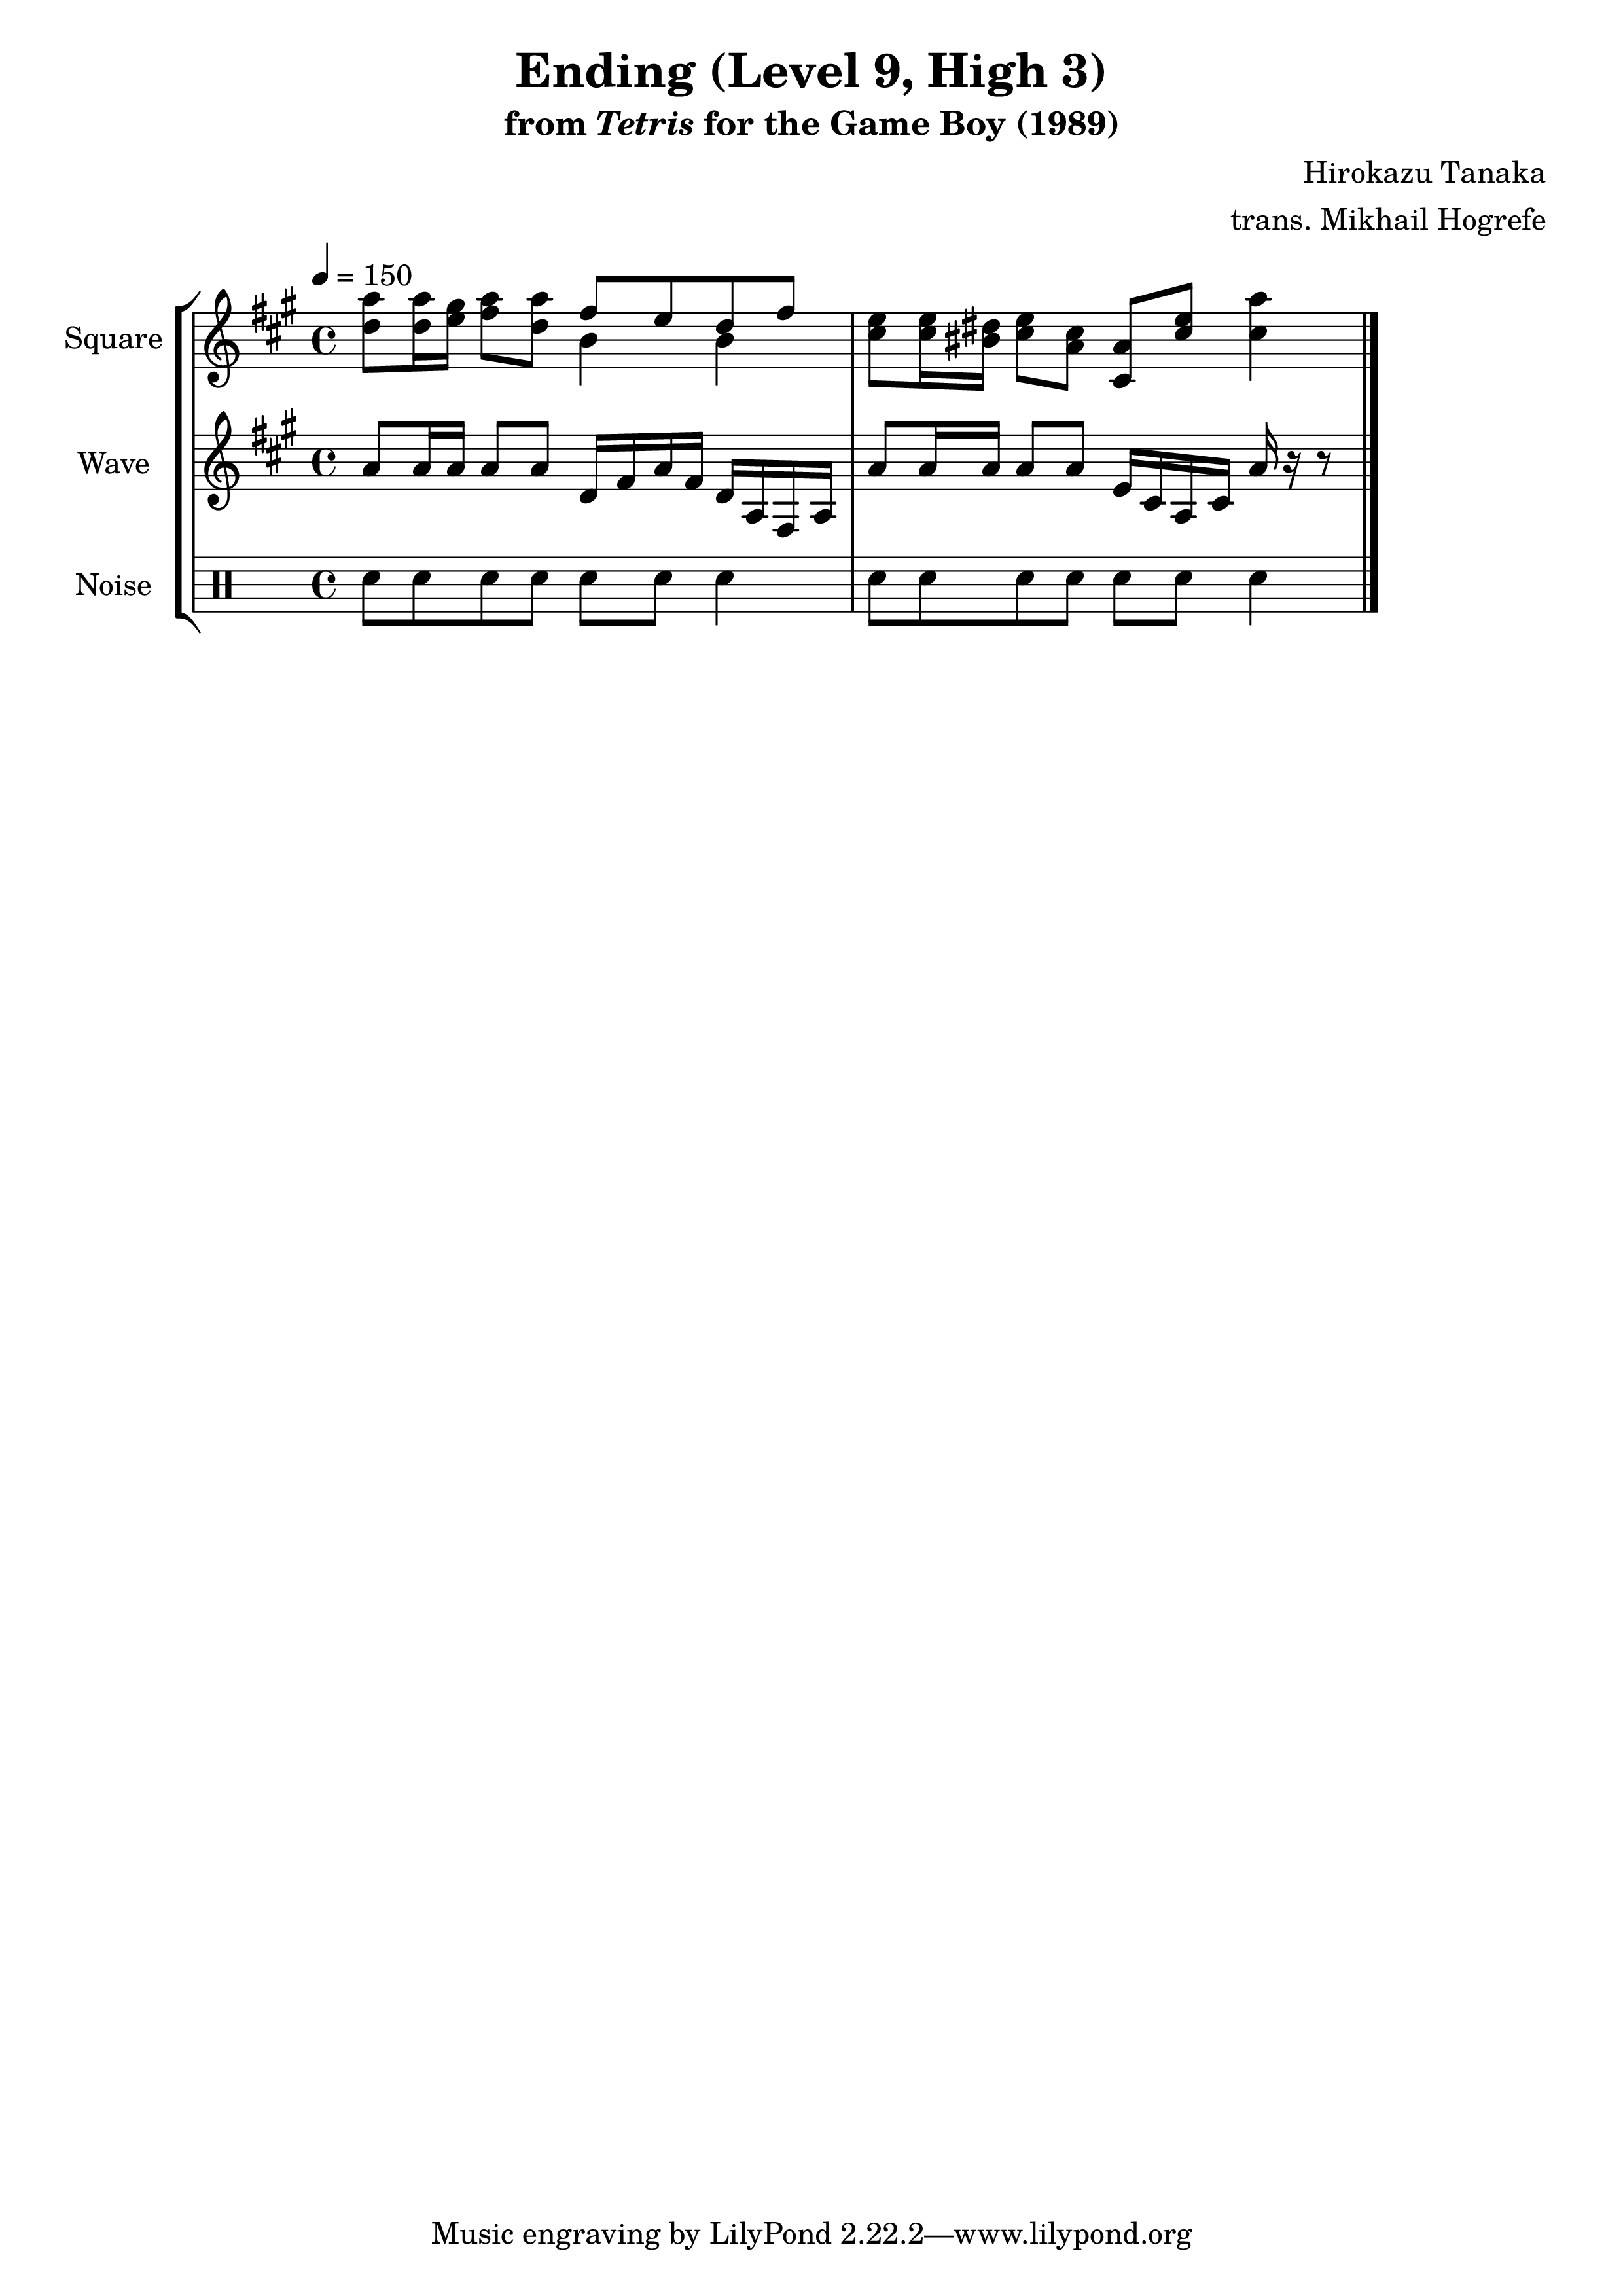 Ending (Level 9, High 3)
from Tetris for the Game Boy (1989)
Hirokazu Tanaka
trans. Mikhail Hogrefe
= 150
Square
Wave
Noise
Music engraving by LilyPond 2.22.2—www.lilypond.org